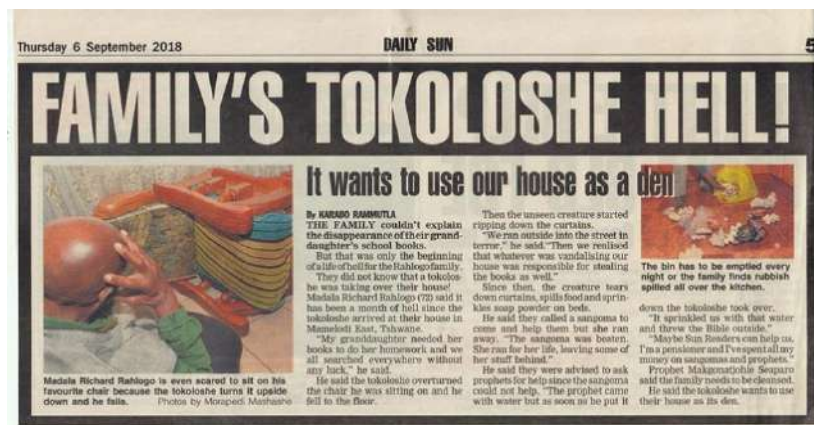 Thursday 6 September 2018
DAILY SUN
5
FAMILY'S TOKOLOSHE HELL!
It wants to use our house as a den
Madala Richard Rahlogo is even scared to sit on his
favourite chair because the tokoloshe turns it upside
down and he falls.
Photos by Morapedi Mashashe
By KARABO RAMMUTLA
THE FAMILY couldn't explain
the disappearance of their grand-
daughter's school books.
But that was only the beginning
of a life of hell for the Rahlogo family.
They did not know that a tokolos-
he was taking over their house!
Madala Richard Rahlogo (72) said it
has been a month of hell since the
tokoloshe arrived at their house in
Mamelodi East, Tshwane.
"My granddaughter needed her
books to do her homework and we
all searched everywhere without
any luck," he said.
He said the tokoloshe overturned
the chair he was sitting on and he
fell to the floor.
Then the unseen creature started
ripping down the curtains.
"We ran outside into the street in
terror," he said. "Then we realised
that whatever was vandalising our
house was responsible for stealing
the books as well."
Since then, the creature tears
down curtains, spills food and sprin-
kles soap powder on beds.
He said they called a sangoma to
come and help them but she ran
away. "The sangoma was beaten.
She ran for her life, leaving some of
her stuff behind."
He said they were advised to ask
prophets for help since the sangoma
could not help. "The prophet came
with water but as soon as he put it
The bin has to be emptied every
night or the family finds rubbish
spilled all over the kitchen.
down the tokoloshe took over.
"It sprinkled us with that water
and threw the Bible outside."
"Maybe Sun Readers can help us.
I'm a pensioner and I've spent all my
money on sangomas and prophets."
Prophet Makgonatjohle Seaparo
said the family needs to be cleansed.
He said the tokoloshe wants to use
their house as its den.